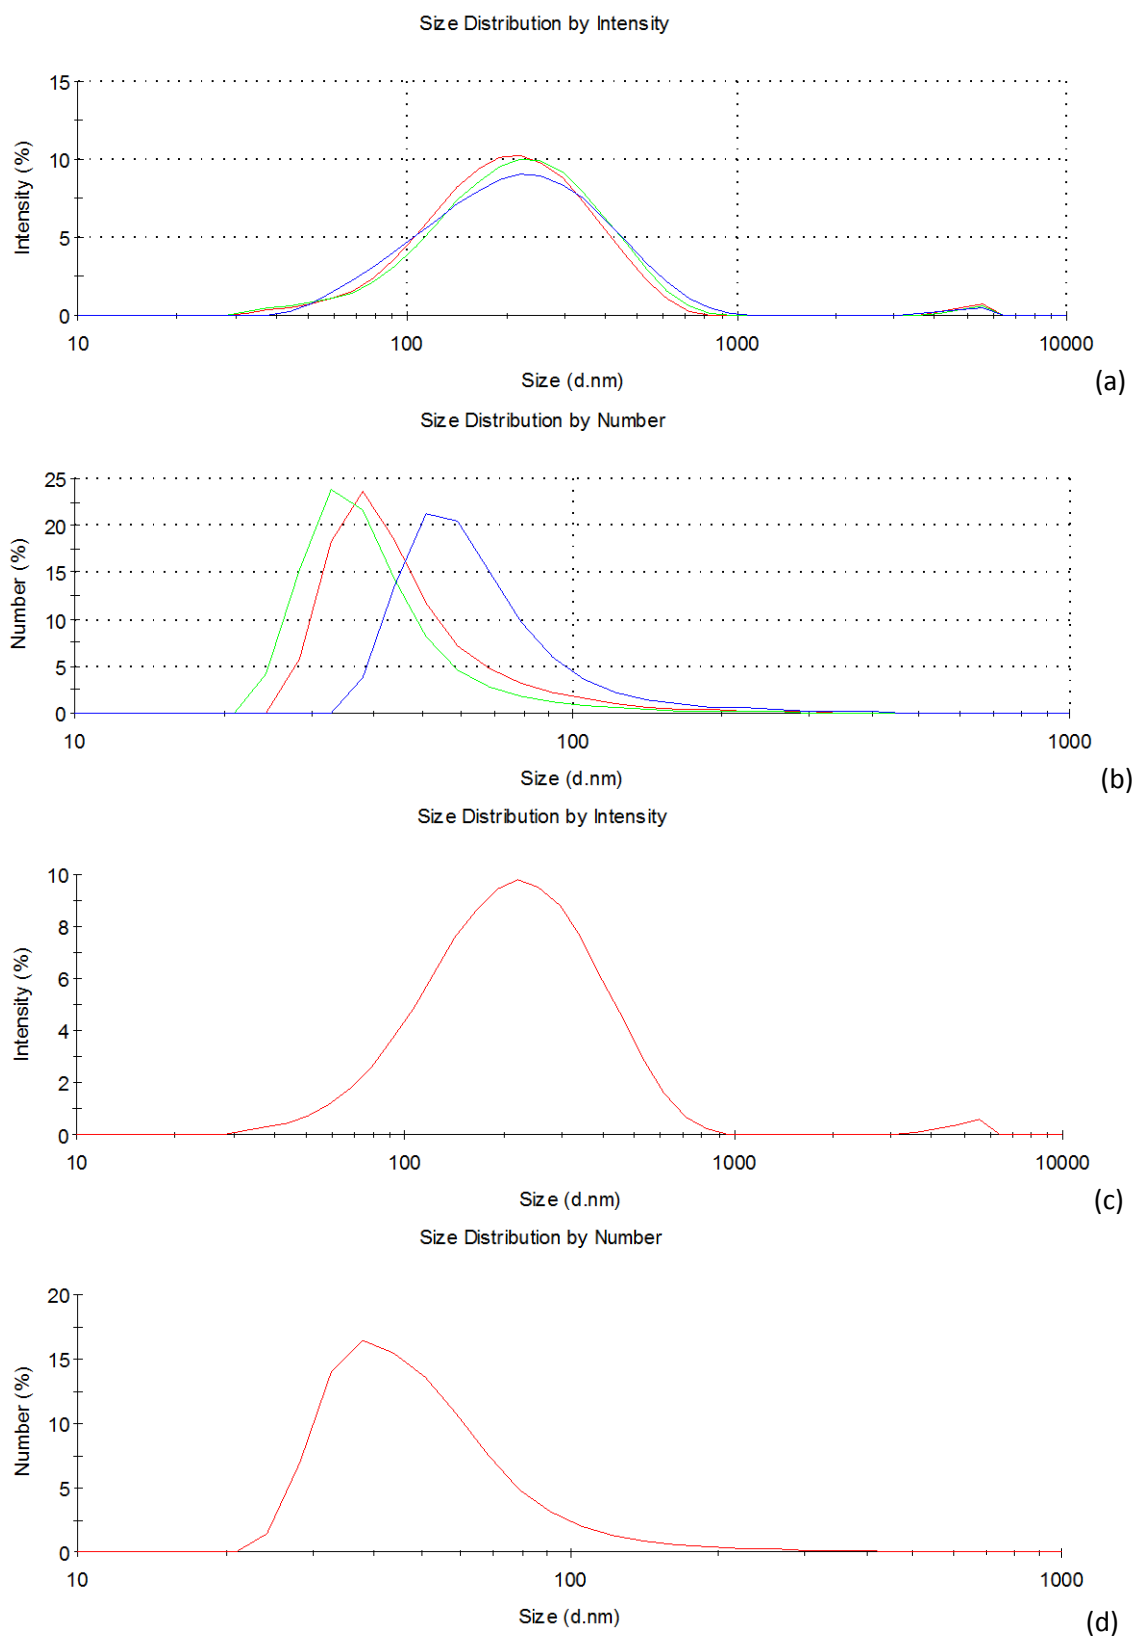 Size Distribution by Intensity
15
10
5
0
Intensity (%)
10 100 1000 10000
Size (d.nm)
(a)
Size Distribution by Number
25
20
15
10
5
0
Number (%)
10 100 1000
Size (d.nm)
(b)
Size Distribution by Intensity
10
8
6
4
2
0
Intensity (%)
10 100 1000 10000
Size (d.nm)
(c)
Size Distribution by Number
20
15
10
5
0
Number (%)
10 100 1000
Size (d.nm)
(d)